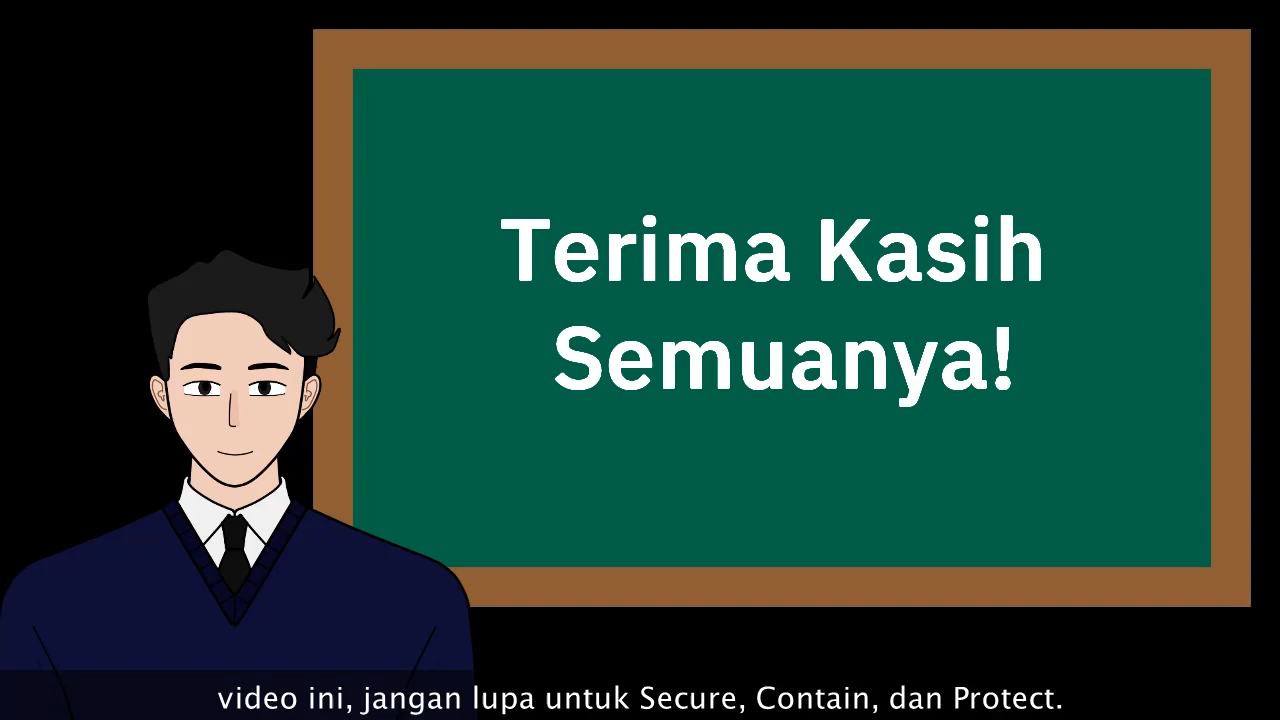 Terima Kasih
Semuanya!
video ini, jangan lupa untuk Secure, Contain, dan Protect.